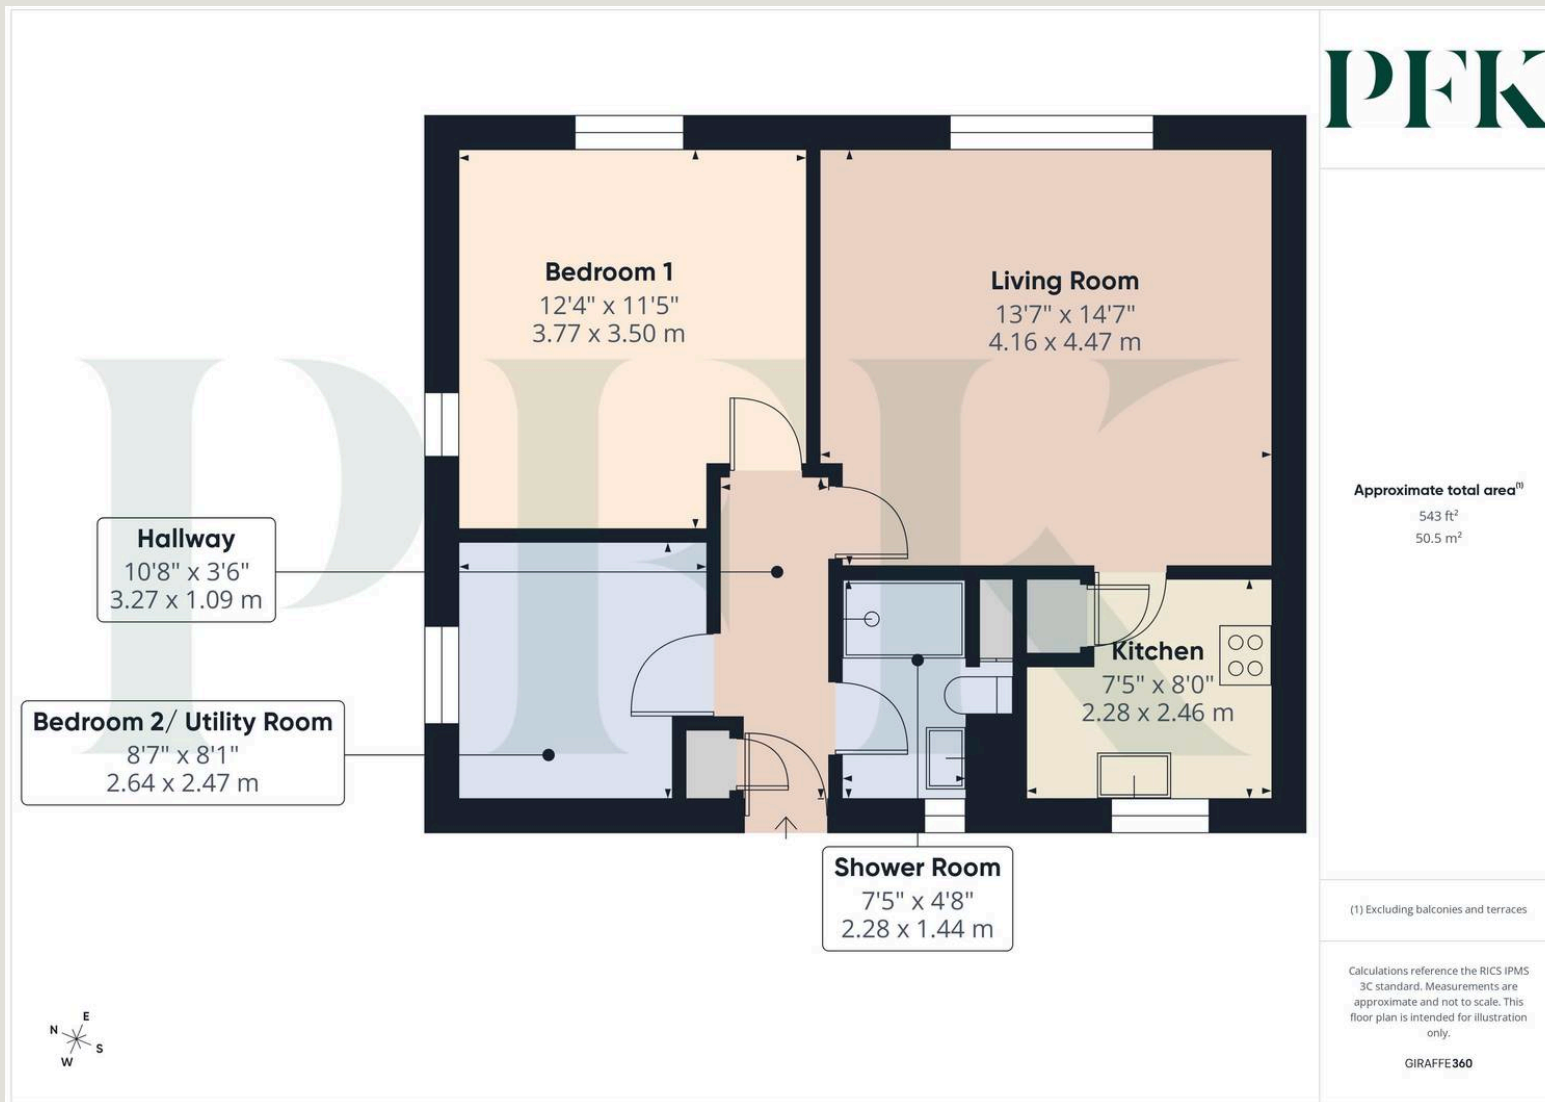 PFK
Bedroom 1
12'4" x 11'5"
3.77 x 3.50 m
Living Room
13'7" x 14'7"
4.16 x 4.47 m
Hallway
10'8" x 3'6"
3.27 x 1.09 m
Bedroom 2/ Utility Room
8'7" x 8'1"
2.64 x 2.47 m
Kitchen
7'5" x 8'0"
2.28 x 2.46 m
Shower Room
7'5" x 4'8"
2.28 x 1.44 m
PFK
Approximate total area(1)
543 ft²
50.5 m²
(1) Excluding balconies and terraces
Calculations reference the RICS IPMS
3C standard. Measurements are
approximate and not to scale. This
floor plan is intended for illustration
only.
GIRAFFE360
E
N
S
W